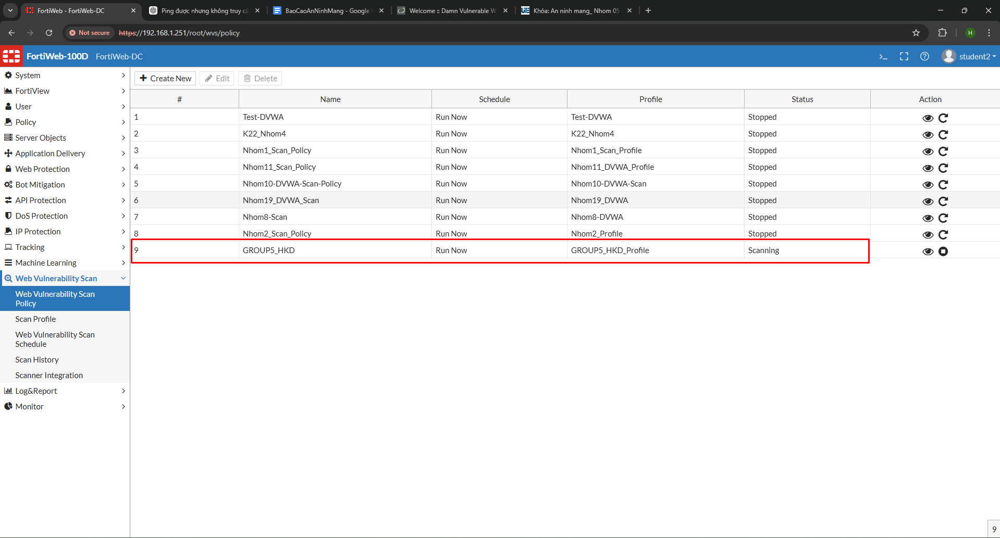 FortiWeb - FortiWeb-DC
Ping được nhưng không truy cậ
BaoCaoAnNinhMang - Google
Welcome :: Damn Vulnerable W
Khóa: An ninh mang_ Nhom 05
Not secure
https://192.168.1.251/root/wvs/policy
H
FortiWeb-100D FortiWeb-DC
student2
System
FortiView
User
Policy
Server Objects
Application Delivery
Web Protection
Bot Mitigation
API Protection
DoS Protection
IP Protection
Tracking
Machine Learning
Web Vulnerability Scan
Web Vulnerability Scan
Policy
Scan Profile
Web Vulnerability Scan
Schedule
Scan History
Scanner Integration
Log&Report
Monitor
Create New Edit Delete
# Name Schedule Profile Status Action
1 Test-DVWA Run Now Test-DVWA Stopped
2 K22_Nhom4 Run Now K22_Nhom4 Stopped
3 Nhom1_Scan_Policy Run Now Nhom1_Scan_Profile Stopped
4 Nhom11_Scan_Policy Run Now Nhom11_DVWA_Profile Stopped
5 Nhom10-DVWA-Scan-Policy Run Now Nhom10-DVWA-Scan Stopped
6 Nhom19_DVWA_Scan Run Now Nhom19_DVWA Stopped
7 Nhom8-Scan Run Now Nhom8-DVWA Stopped
8 Nhom2_Scan_Policy Run Now Nhom2_Profile Stopped
9 GROUP5_HKD Run Now GROUP5_HKD_Profile Scanning
9